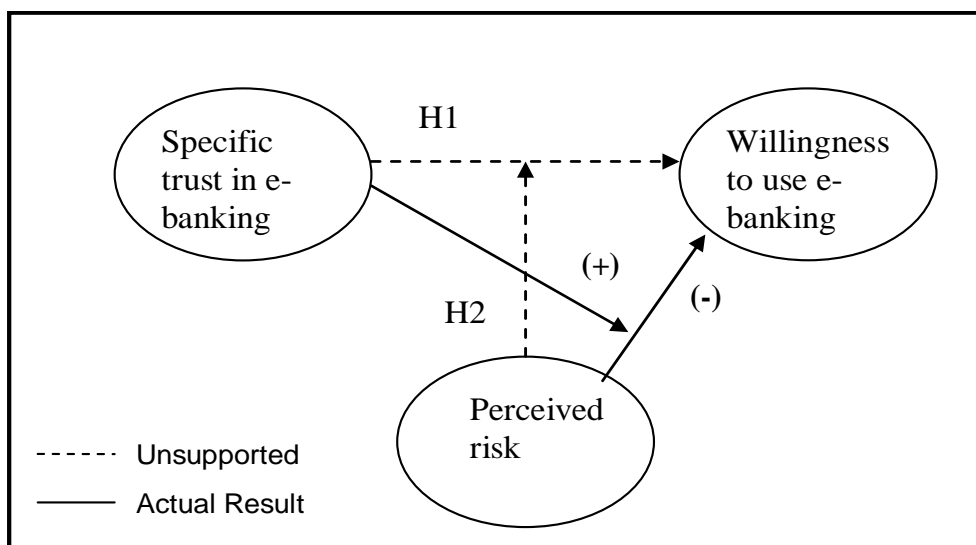 H1
Specific
trust in e-
banking
Willingness
to use e-
banking
(+)
(-)
H2
Perceived
risk
Unsupported
Actual Result